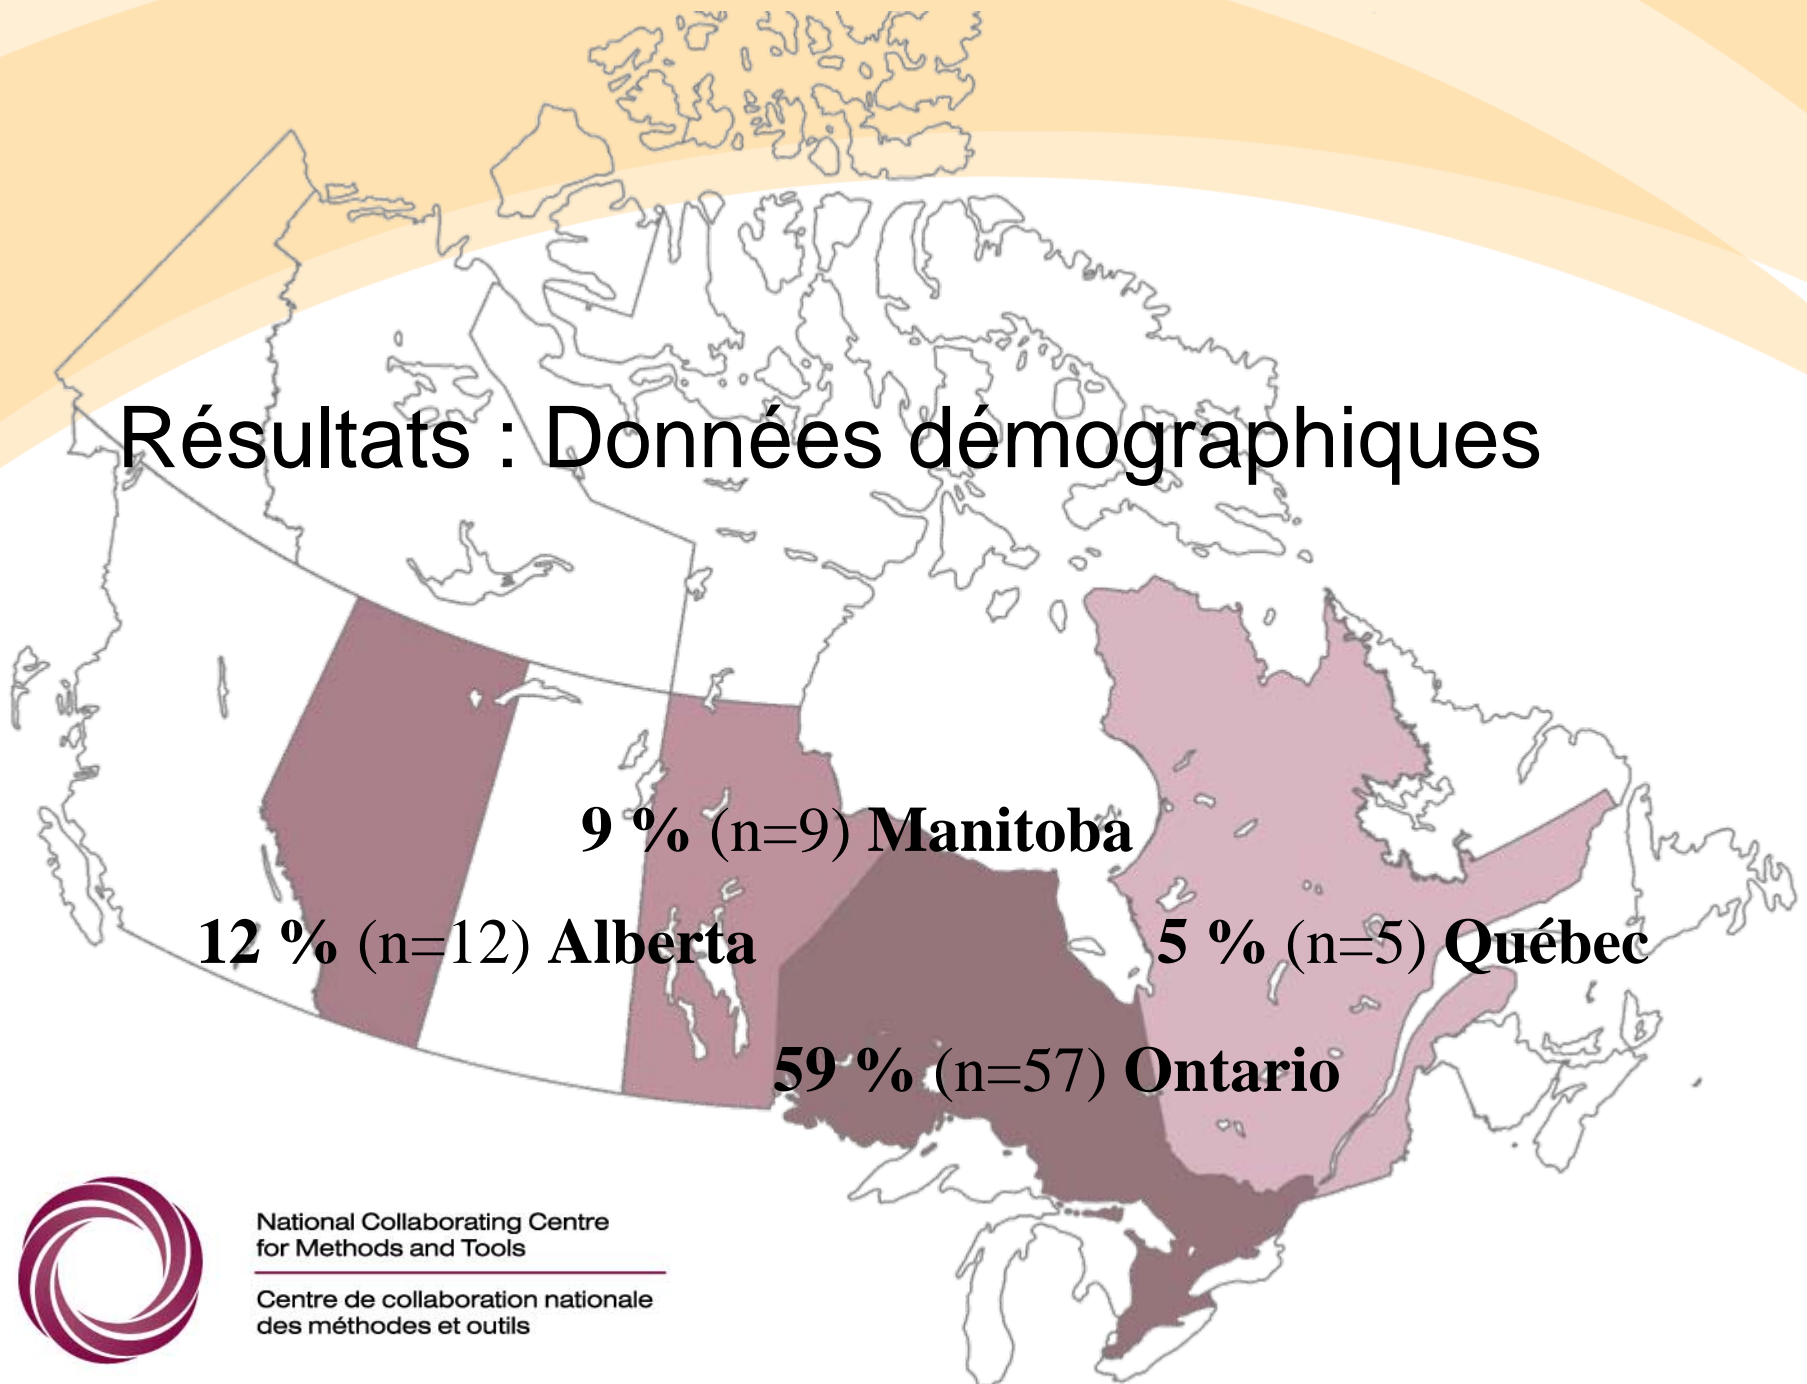 Résultats : Données démographiques
9 % (n=9) Manitoba
12 % (n=12) Alberta
5 % (n=5) Québec
59 % (n=57) Ontario
National Collaborating Centre
for Methods and Tools
Centre de collaboration nationale
des méthodes et outils